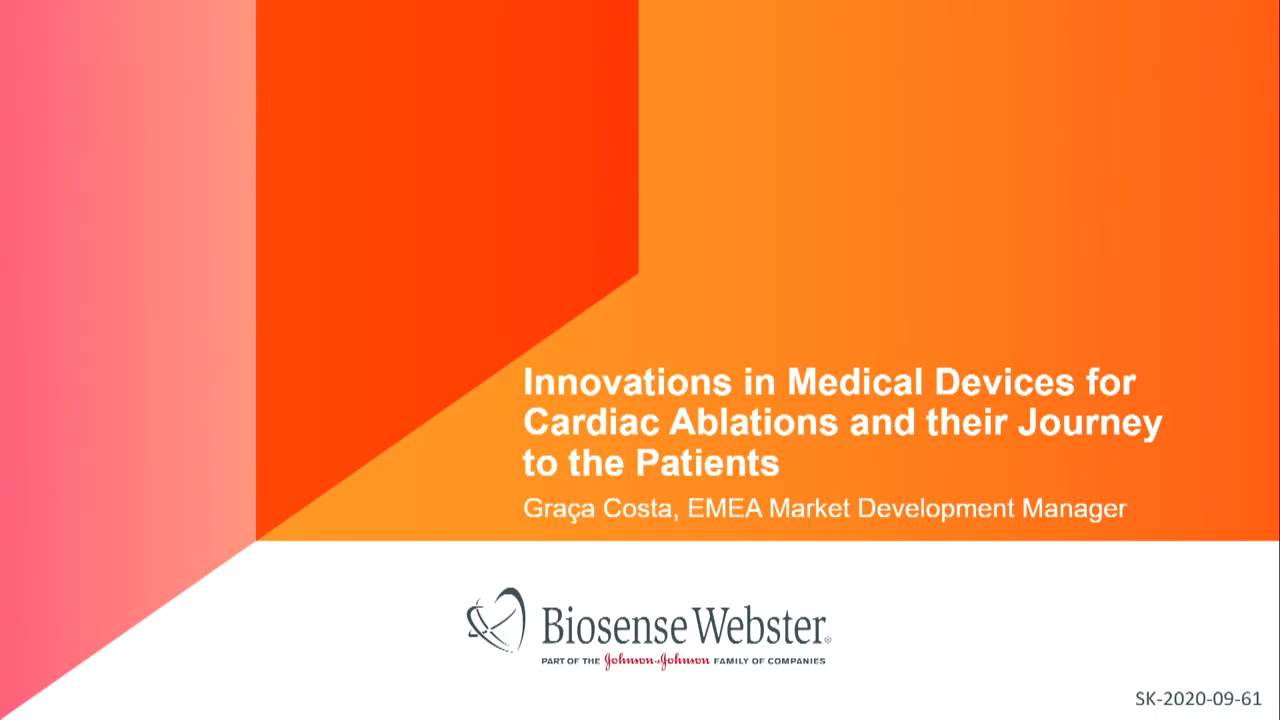 Innovations in Medical Devices for
Cardiac Ablations and their Journey
to the Patients
Graça Costa, EMEA Market Development Manager
Biosense Webster®
PART OF THE Johnson & Johnson FAMILY OF COMPANIES
SK-2020-09-61